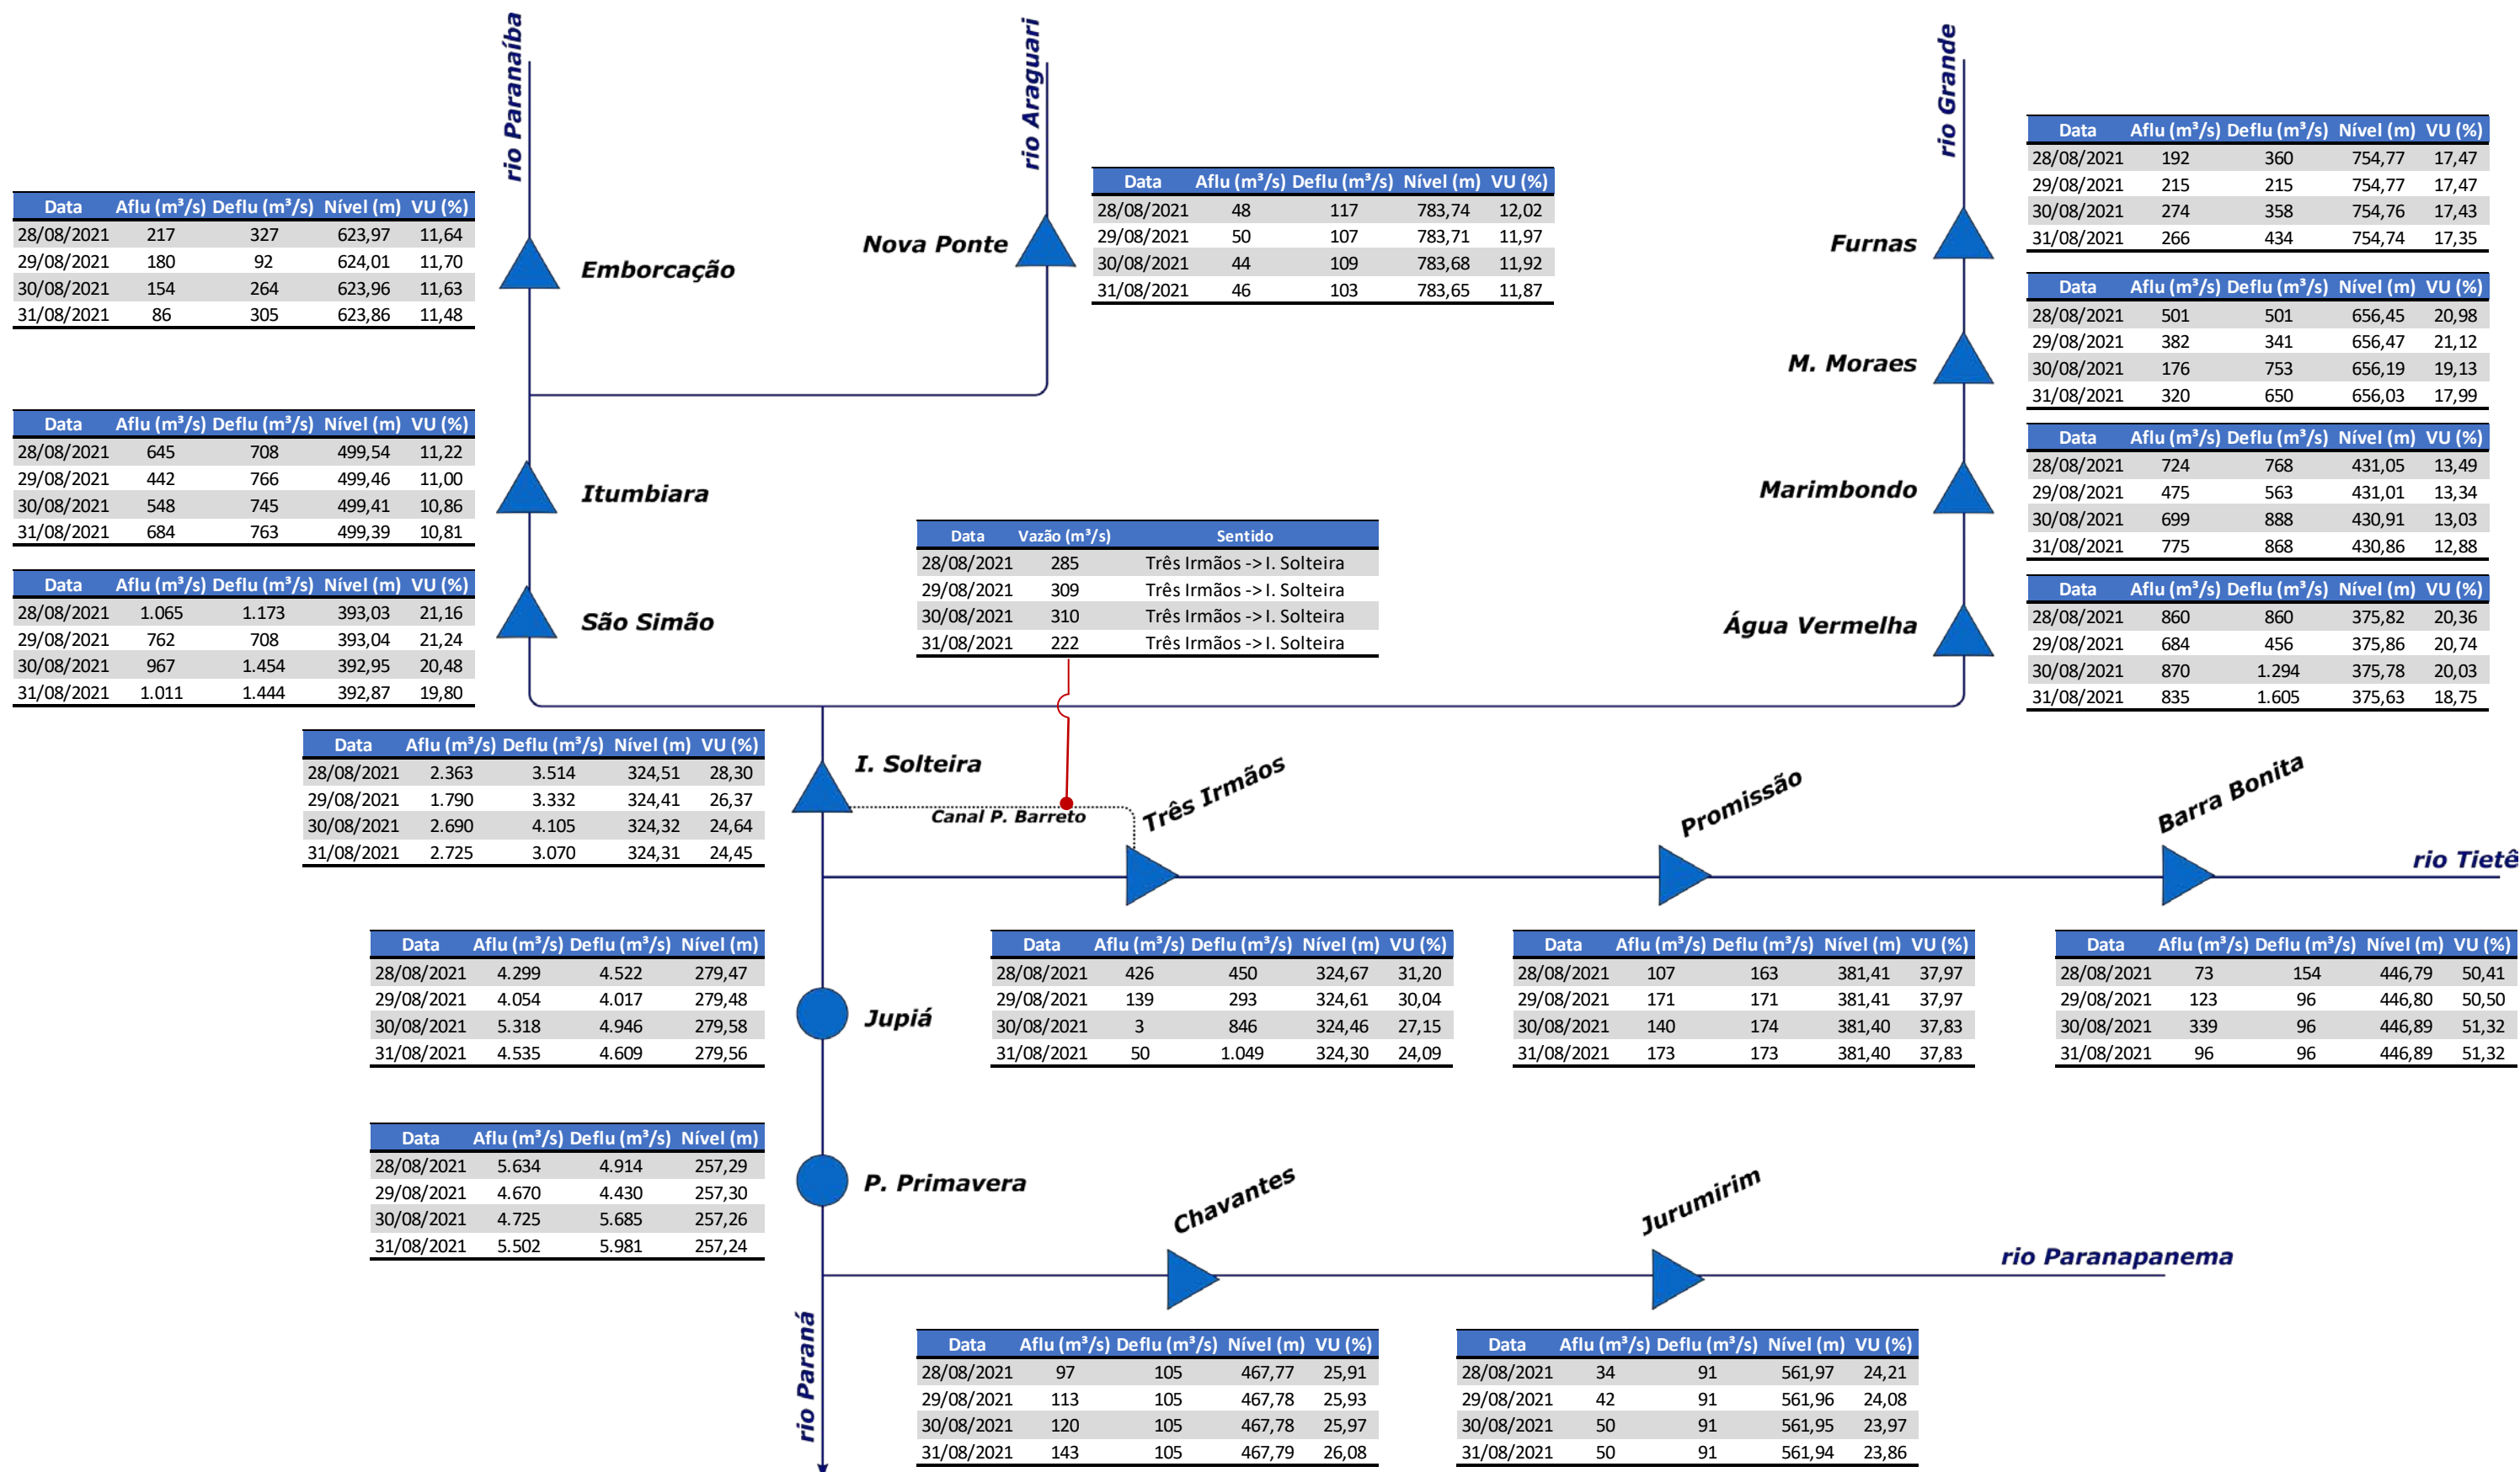 rio Paranaíba
rio Araguari
rio Grande
Data Aflu (m³/s) Deflu (m³/s) Nível (m) VU (%)
28/08/2021 217 327 623,97 11,64
29/08/2021 180 92 624,01 11,70
30/08/2021 154 264 623,96 11,63
31/08/2021 86 305 623,86 11,48
Emborcação
Nova Ponte
Data Aflu (m³/s) Deflu (m³/s) Nível (m) VU (%)
28/08/2021 48 117 783,74 12,02
29/08/2021 50 107 783,71 11,97
30/08/2021 44 109 783,68 11,92
31/08/2021 46 103 783,65 11,87
Furnas
Data Aflu (m³/s) Deflu (m³/s) Nível (m) VU (%)
28/08/2021 192 360 754,77 17,47
29/08/2021 215 215 754,77 17,47
30/08/2021 274 358 754,76 17,43
31/08/2021 266 434 754,74 17,35
M. Moraes
Data Aflu (m³/s) Deflu (m³/s) Nível (m) VU (%)
28/08/2021 501 501 656,45 20,98
29/08/2021 382 341 656,47 21,12
30/08/2021 176 753 656,19 19,13
31/08/2021 320 650 656,03 17,99
Data Aflu (m³/s) Deflu (m³/s) Nível (m) VU (%)
28/08/2021 645 708 499,54 11,22
29/08/2021 442 766 499,46 11,00
30/08/2021 548 745 499,41 10,86
31/08/2021 684 763 499,39 10,81
Itumbiara
Marimbondo
Data Aflu (m³/s) Deflu (m³/s) Nível (m) VU (%)
28/08/2021 724 768 431,05 13,49
29/08/2021 475 563 431,01 13,34
30/08/2021 699 888 430,91 13,03
31/08/2021 775 868 430,86 12,88
Data Aflu (m³/s) Deflu (m³/s) Nível (m) VU (%)
28/08/2021 1.065 1.173 393,03 21,16
29/08/2021 762 708 393,04 21,24
30/08/2021 967 1.454 392,95 20,48
31/08/2021 1.011 1.444 392,87 19,80
São Simão
Data Vazão (m³/s) Sentido
28/08/2021 285 Três Irmãos -> I. Solteira
29/08/2021 309 Três Irmãos -> I. Solteira
30/08/2021 310 Três Irmãos -> I. Solteira
31/08/2021 222 Três Irmãos -> I. Solteira
Água Vermelha
Data Aflu (m³/s) Deflu (m³/s) Nível (m) VU (%)
28/08/2021 860 860 375,82 20,36
29/08/2021 684 456 375,86 20,74
30/08/2021 870 1.294 375,78 20,03
31/08/2021 835 1.605 375,63 18,75
Data Aflu (m³/s) Deflu (m³/s) Nível (m) VU (%)
28/08/2021 2.363 3.514 324,51 28,30
29/08/2021 1.790 3.332 324,41 26,37
30/08/2021 2.690 4.105 324,32 24,64
31/08/2021 2.725 3.070 324,31 24,45
I. Solteira
Canal P. Barreto
Três Irmãos
Promissão
Barra Bonita
rio Tietê
Data Aflu (m³/s) Deflu (m³/s) Nível (m)
28/08/2021 4.299 4.522 279,47
29/08/2021 4.054 4.017 279,48
30/08/2021 5.318 4.946 279,58
31/08/2021 4.535 4.609 279,56
Jupiá
Data Aflu (m³/s) Deflu (m³/s) Nível (m) VU (%)
28/08/2021 426 450 324,67 31,20
29/08/2021 139 293 324,61 30,04
30/08/2021 3 846 324,46 27,15
31/08/2021 50 1.049 324,30 24,09
Data Aflu (m³/s) Deflu (m³/s) Nível (m) VU (%)
28/08/2021 107 163 381,41 37,97
29/08/2021 171 171 381,41 37,97
30/08/2021 140 174 381,40 37,83
31/08/2021 173 173 381,40 37,83
Data Aflu (m³/s) Deflu (m³/s) Nível (m) VU (%)
28/08/2021 73 154 446,79 50,41
29/08/2021 123 96 446,80 50,50
30/08/2021 339 96 446,89 51,32
31/08/2021 96 96 446,89 51,32
Data Aflu (m³/s) Deflu (m³/s) Nível (m)
28/08/2021 5.634 4.914 257,29
29/08/2021 4.670 4.430 257,30
30/08/2021 4.725 5.685 257,26
31/08/2021 5.502 5.981 257,24
P. Primavera
Chavantes
Jurumirim
rio Paranapanema
rio Paraná
Data Aflu (m³/s) Deflu (m³/s) Nível (m) VU (%)
28/08/2021 97 105 467,77 25,91
29/08/2021 113 105 467,78 25,93
30/08/2021 120 105 467,78 25,97
31/08/2021 143 105 467,79 26,08
Data Aflu (m³/s) Deflu (m³/s) Nível (m) VU (%)
28/08/2021 34 91 561,97 24,21
29/08/2021 42 91 561,96 24,08
30/08/2021 50 91 561,95 23,97
31/08/2021 50 91 561,94 23,86